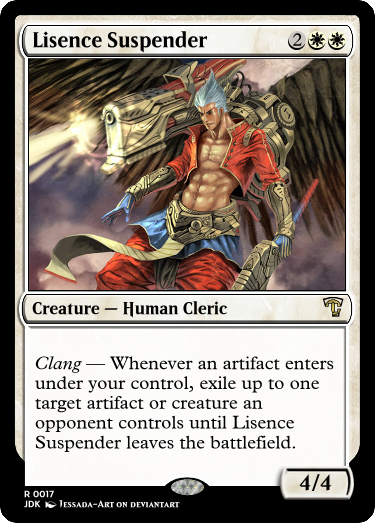 Lisence Suspender 2
Creature — Human Cleric
Clang — Whenever an artifact enters
under your control, exile up to one
target artifact or creature an
opponent controls until Lisence
Suspender leaves the battlefield.
4/4
R 0017
JDK Jessada-Art on deviantart